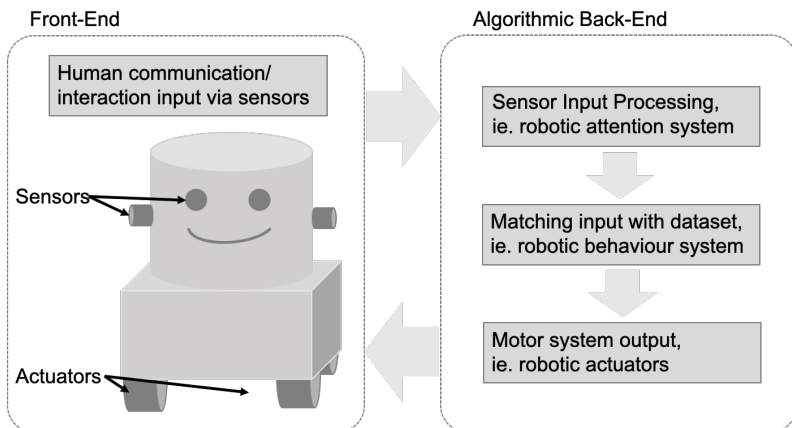 Front-End
Human communication/
interaction input via sensors
Sensors
Actuators
Algorithmic Back-End
Sensor Input Processing,
ie. robotic attention system
Matching input with dataset,
ie. robotic behaviour system
Motor system output,
ie. robotic actuators